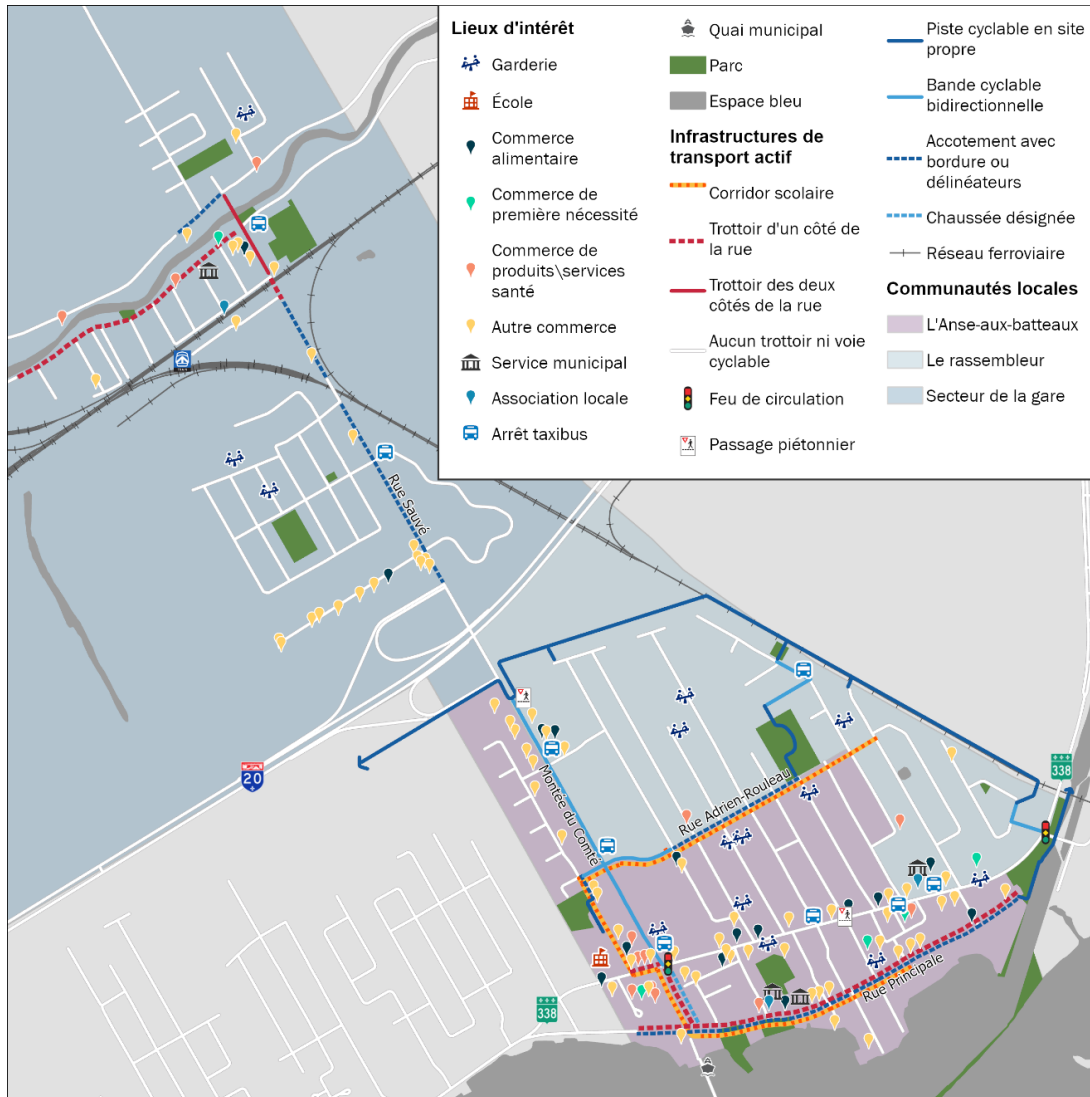 Lieux d'intérêt
Garderie
École
Commerce
alimentaire
Commerce de
première nécessité
Commerce de
produits\services
santé
Autre commerce
Service municipal
Association locale
Arrêt taxibus
Quai municipal
Parc
Espace bleu
Infrastructures de
transport actif
Corridor scolaire
Trottoir d'un côté de
la rue
Trottoir des deux
côtés de la rue
Aucun trottoir ni voie
cyclable
Feu de circulation
Passage piétonnier
Piste cyclable en site
propre
Bande cyclable
bidirectionnelle
Accotement avec
bordure ou
délinéateurs
Chaussée désignée
Réseau ferroviaire
Communautés locales
L'Anse-aux-batteaux
Le rassembleur
Secteur de la gare
Rue Sauvé
Montée du Comté
Rue Adrien-Rouleau
Rue Principale
20
338
338